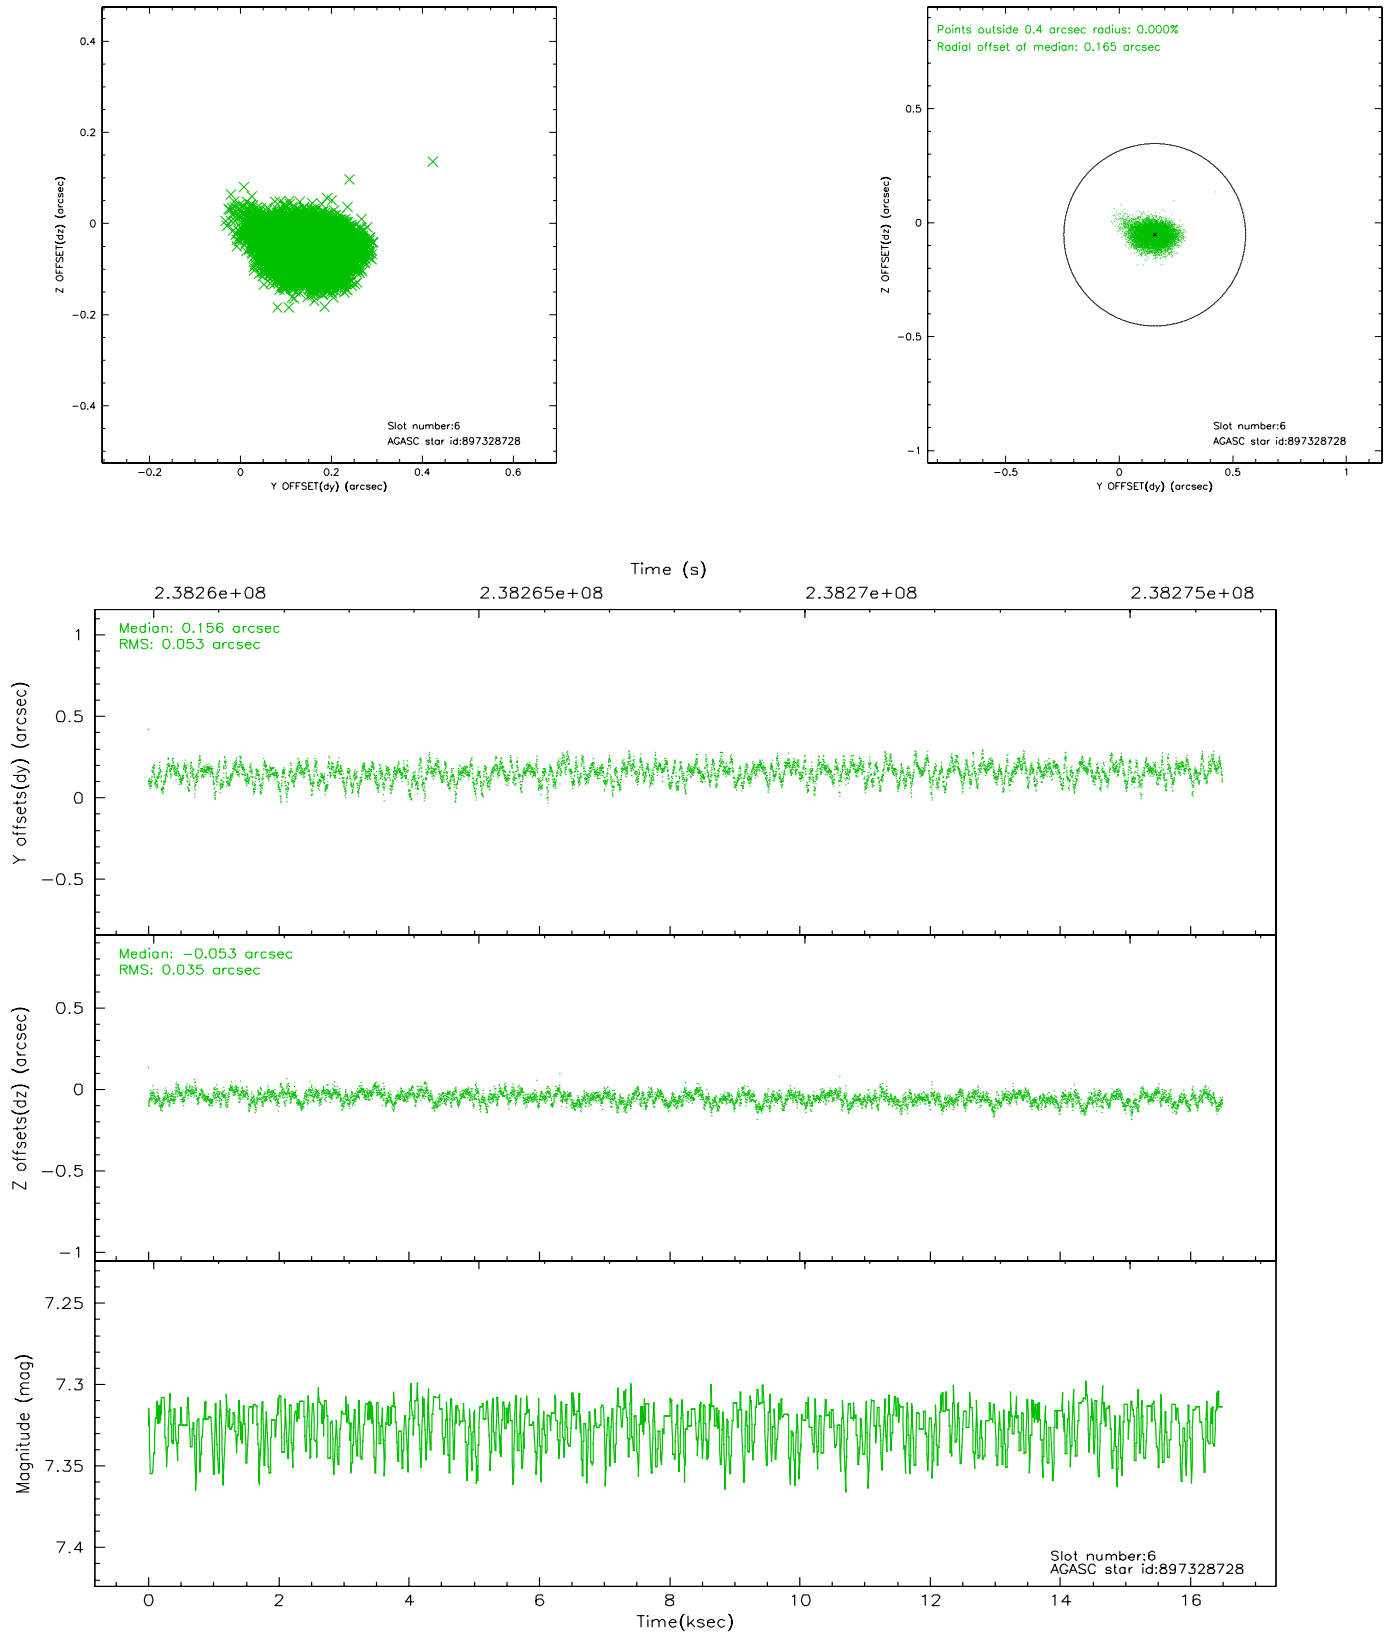 0.4
0.2
0
−0.2
−0.4
Z OFFSET(dz) (arcsec)
Slot number:6
AGASC star id:897328728
−0.2 0 0.2 0.4 0.6
Y OFFSET(dy) (arcsec)
Points outside 0.4 arcsec radius: 0.000%
Radial offset of median: 0.165 arcsec
0.5
0
−0.5
−1
Z OFFSET(dz) (arcsec)
Slot number:6
AGASC star id:897328728
−0.5 0 0.5 1
Y OFFSET(dy) (arcsec)
Time (s)
2.3826e+08 2.38265e+08 2.3827e+08 2.38275e+08
Median: 0.156 arcsec
RMS: 0.053 arcsec
1
0.5
0
−0.5
Y offsets(dy) (arcsec)
Median: −0.053 arcsec
RMS: 0.035 arcsec
0.5
0
−0.5
−1
Z offsets(dz) (arcsec)
7.25
7.3
7.35
7.4
Magnitude (mag)
Slot number:6
AGASC star id:897328728
0 2 4 6 8 10 12 14 16
Time(ksec)